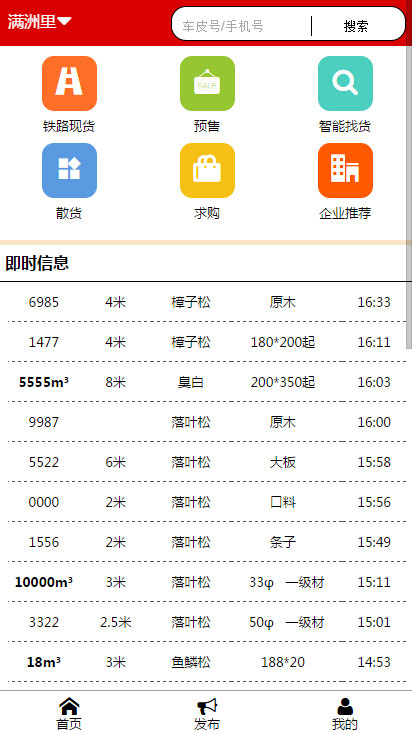 满洲里 车皮号/手机号 搜索
铁路现货 预售 智能找货
SALE
散货 求购 企业推荐
即时信息
6985 4米 樟子松 原木 16:33
1477 4米 樟子松 180*200起 16:11
5555m³ 8米 臭白 200*350起 16:03
9987 落叶松 原木 16:00
5522 6米 落叶松 大板 15:58
0000 2米 落叶松 口料 15:56
1556 2米 落叶松 条子 15:49
10000m³ 3米 落叶松 33φ 一级材 15:11
3322 2.5米 落叶松 50φ 一级材 15:01
18m³ 3米 鱼鳞松 188*20 14:53
首页 发布 我的